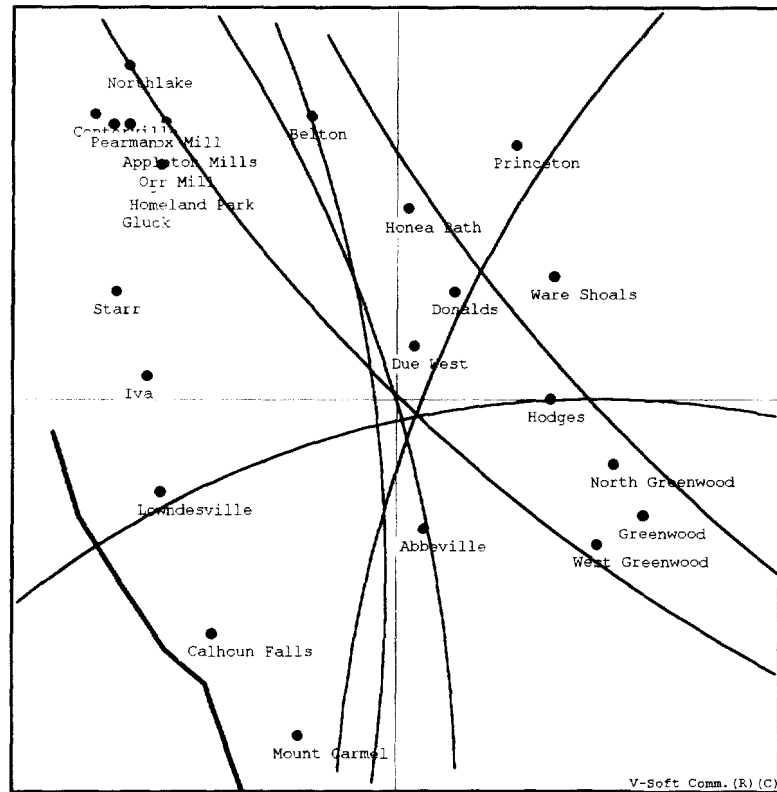 Northlake
Centerville
Pearman
Mill
Appleton Mills
Orr Mill
Homeland Park
Gluck
Belton
Princeton
Honea Path
Starr
Donalds
Ware Shoals
Due West
Iva
Hodges
North Greenwood
Lowndesville
Greenwood
Abbeville
West Greenwood
Calhoun Falls
Mount Carmel
V-Soft Comm.(R)(C)